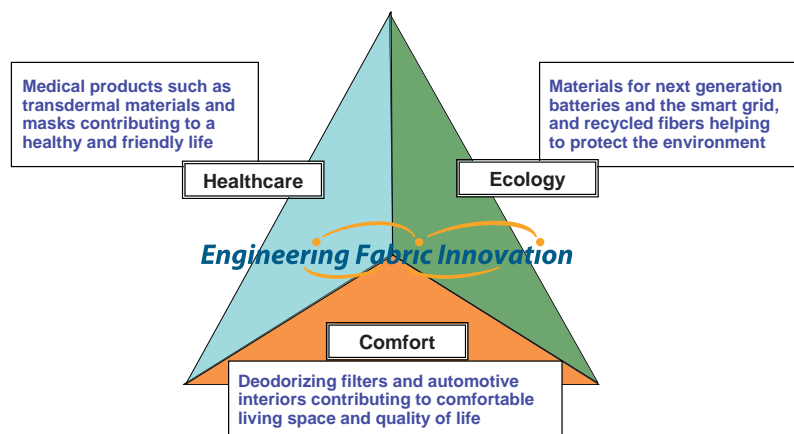 Medical products such as
transdermal materials and
masks contributing to a
healthy and friendly life
Healthcare
Materials for next generation
batteries and the smart grid,
and recycled fibers helping
to protect the environment
Ecology
Engineering Fabric Innovation
Comfort
Deodorizing filters and automotive
interiors contributing to comfortable
living space and quality of life